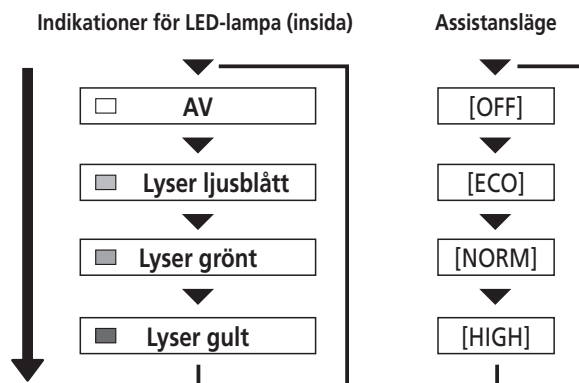 Indikationer för LED-lampa (insida)
Assistansläge
AV
[OFF]
Lyser ljusblått
[ECO]
Lyser grönt
[NORM]
Lyser gult
[HIGH]